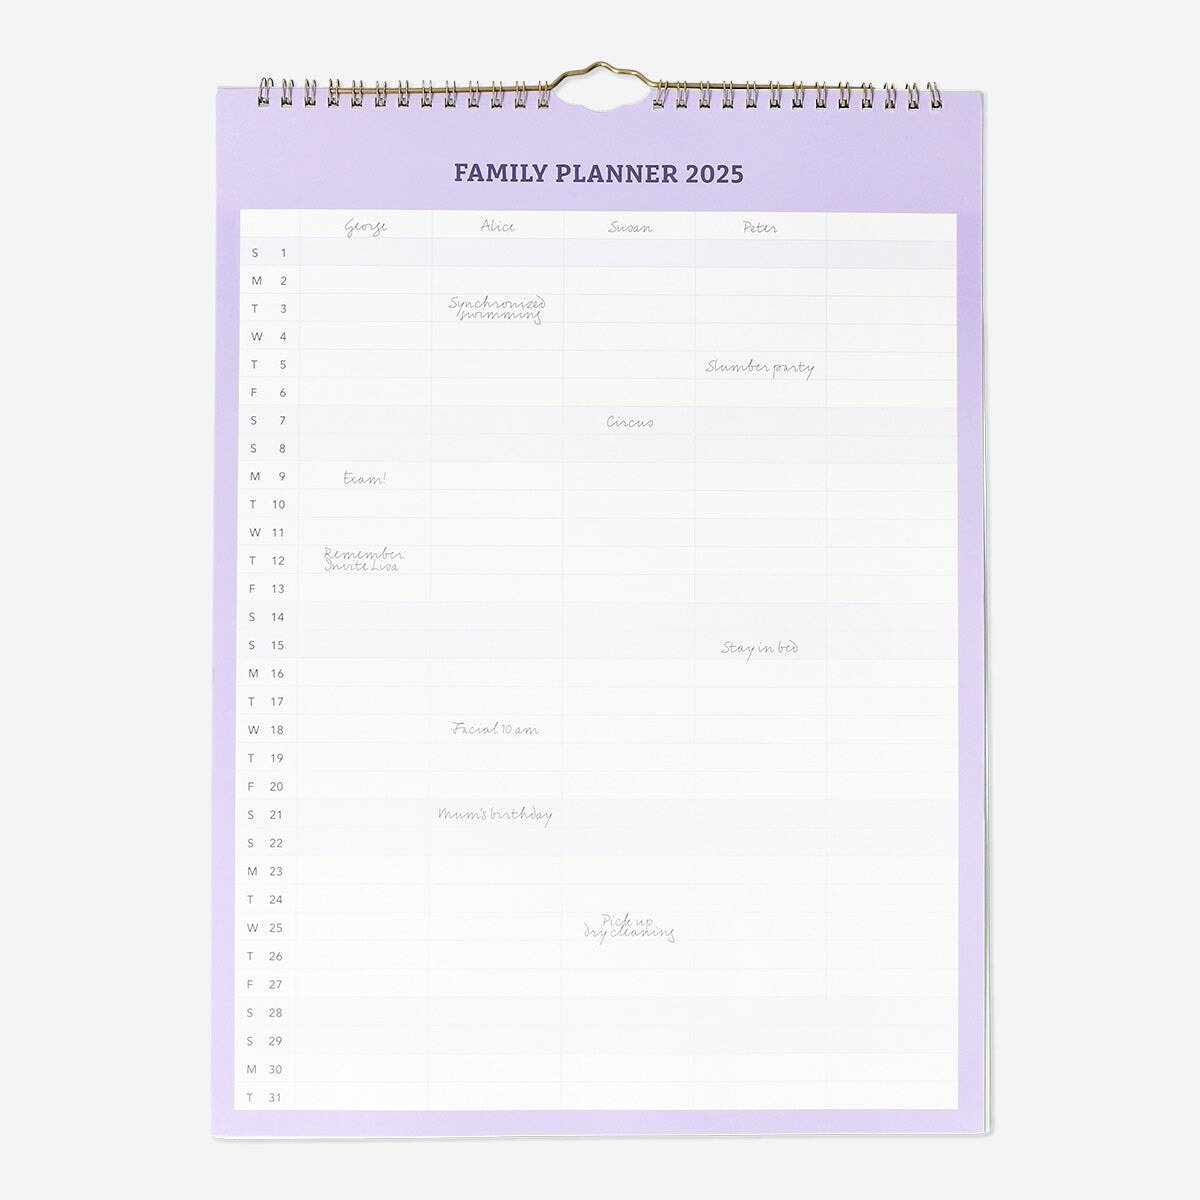 FAMILY PLANNER 2025
George Alice Susan Peter
S 1
M 2
T 3 Synchronized
swimming
W 4
T 5 Slumber party
F 6
S 7 Circus
S 8
M 9 Exam!
T 10
W 11
T 12 Remember:
Invite Lisa
F 13
S 14
S 15 Stay in bed
M 16
T 17
W 18 Facial 10 am
T 19
F 20
S 21 Mum's birthday
S 22
M 23
T 24
W 25 Pick up
dry cleaning
T 26
F 27
S 28
S 29
M 30
T 31